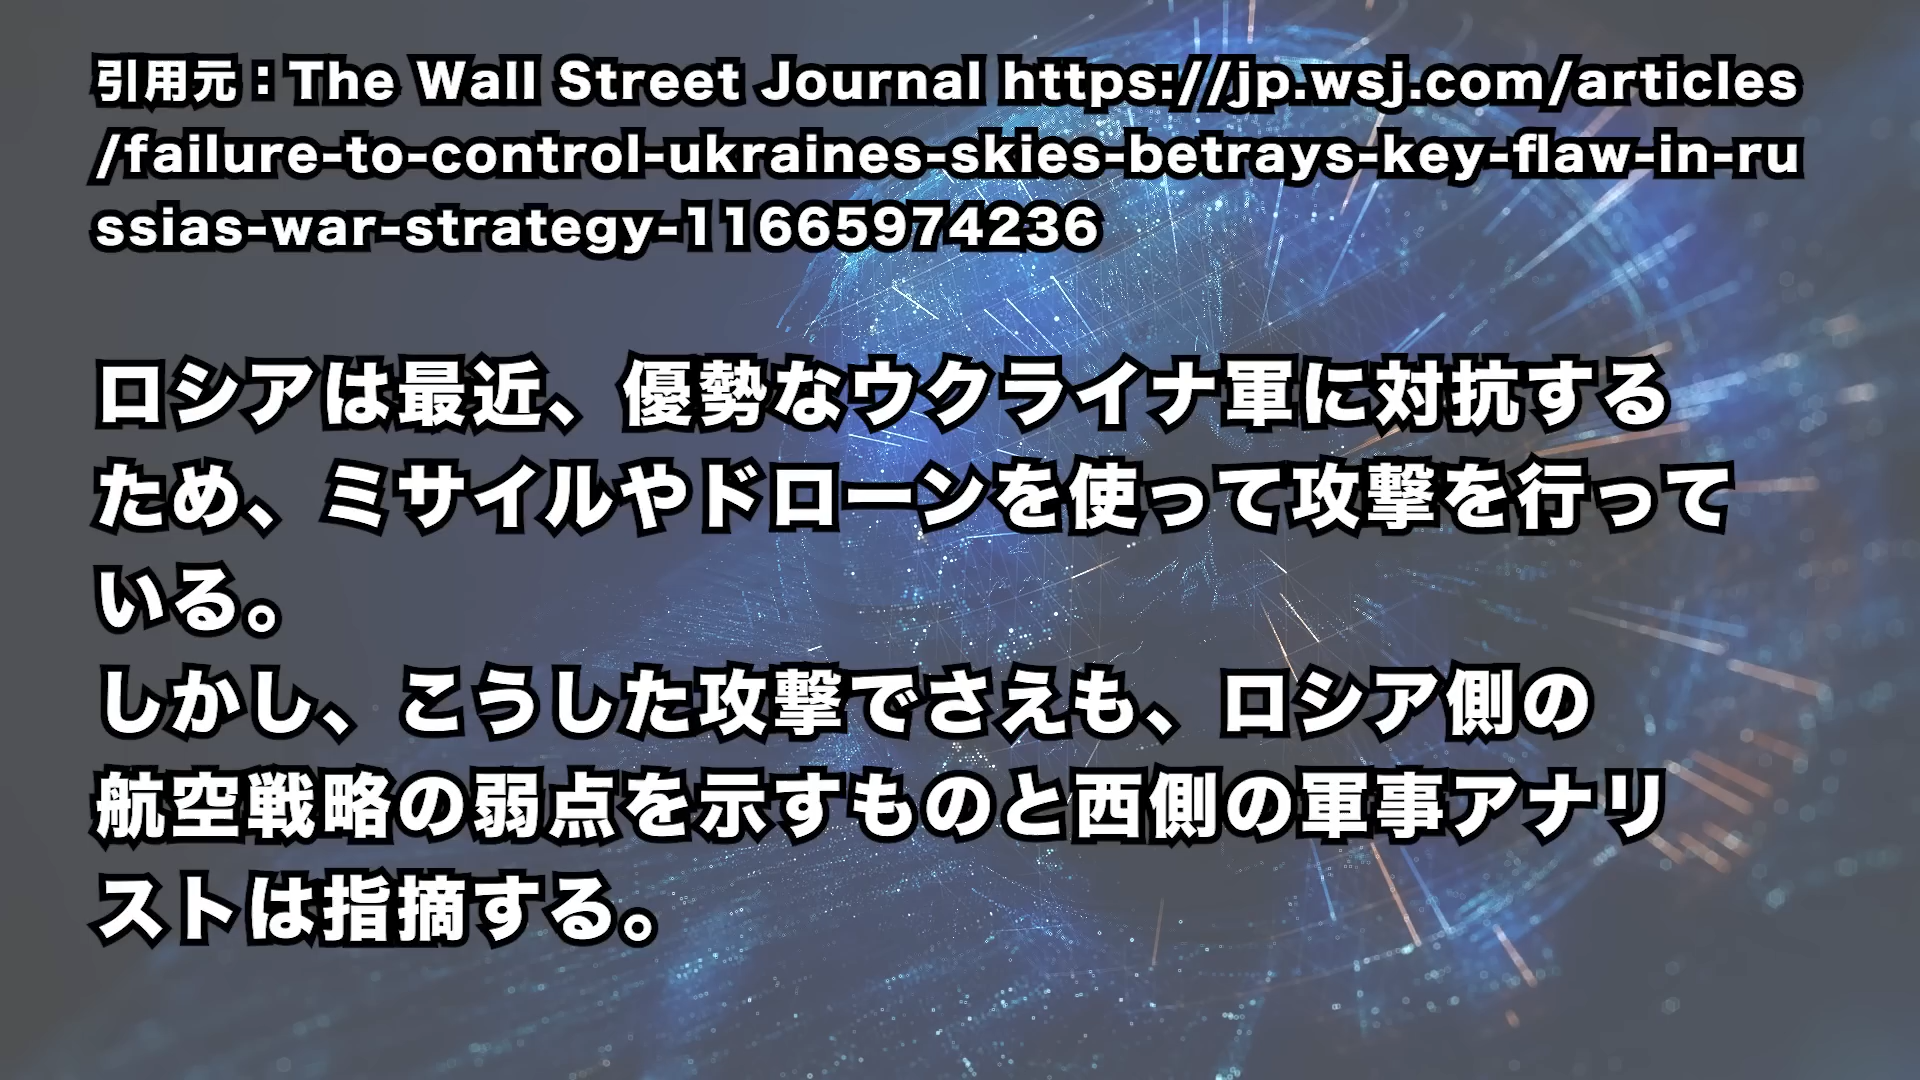 引用元：The Wall Street Journal https://jp.wsj.com/articles
/failure-to-control-ukraines-skies-betrays-key-flaw-in-ru
ssias-war-strategy-11665974236
ロシアは最近、優勢なウクライナ軍に対抗する
ため、ミサイルやドローンを使って攻撃を行って
いる。
しかし、こうした攻撃でさえも、ロシア側の
航空戦略の弱点を示すものと西側の軍事アナリ
ストは指摘する。